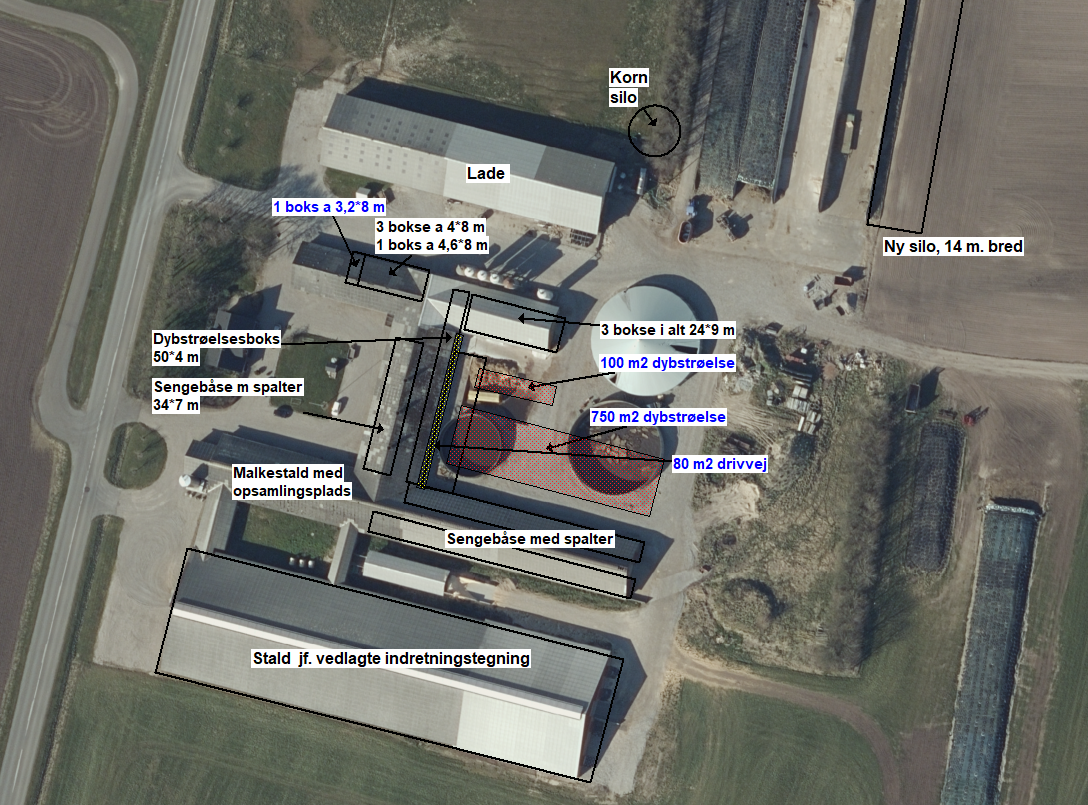 Korn
silo
Lade
1 boks a 3,2*8 m
3 bokse a 4*8 m
1 boks a 4,6*8 m
Ny silo, 14 m. bred
Dybstrøelsesboks
50*4 m
3 bokse i alt 24*9 m
100 m2 dybstrøelse
Sengebåse m spalter
34*7 m
750 m2 dybstrøelse
80 m2 drivvej
Malkestald med
opsamlingsplads
Sengebåse med spalter
Stald  jf. vedlagte indretningstegning